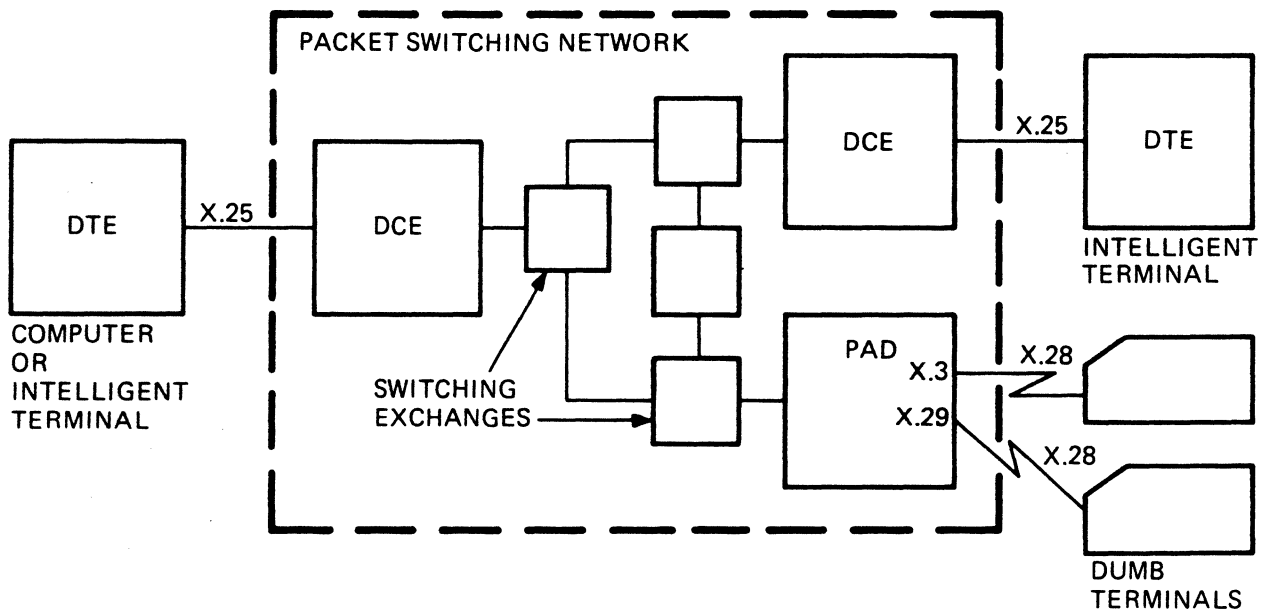 PACKET SWITCHING NETWORK
DTE
X.25
DCE
COMPUTER
OR
INTELLIGENT
TERMINAL
SWITCHING
EXCHANGES
DCE
X.25
DTE
INTELLIGENT
TERMINAL
PAD
X.3
X.29
X.28
X.28
DUMB
TERMINALS